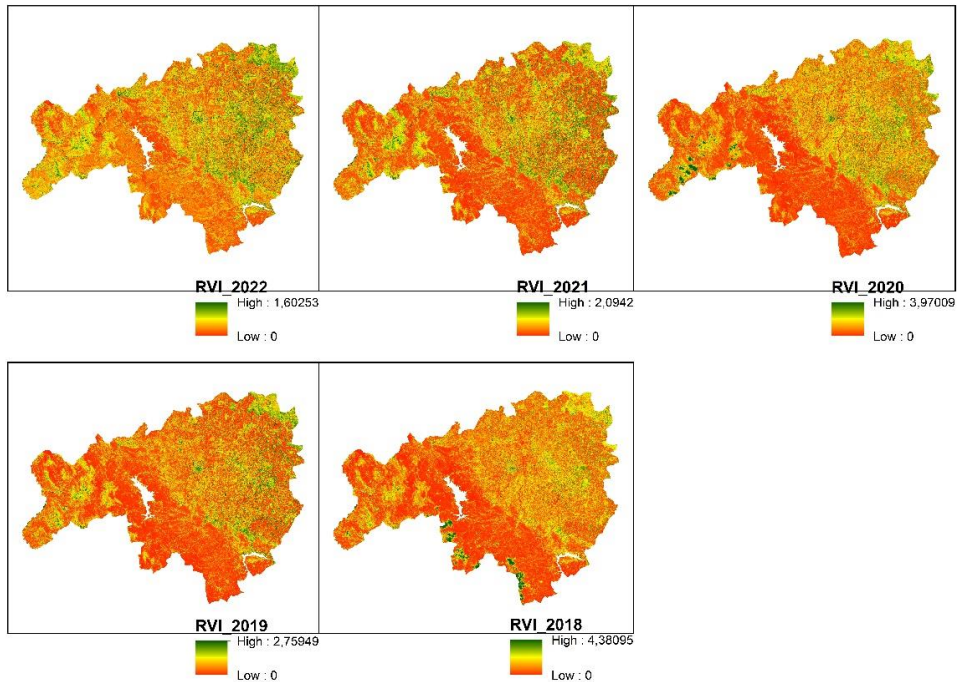 RVI_2022
High : 1,60253
Low : 0
RVI_2021
High : 2,0942
Low : 0
RVI_2020
High : 3,97009
Low : 0
RVI_2019
High : 2,75949
Low : 0
RVI_2018
High : 4,38095
Low : 0